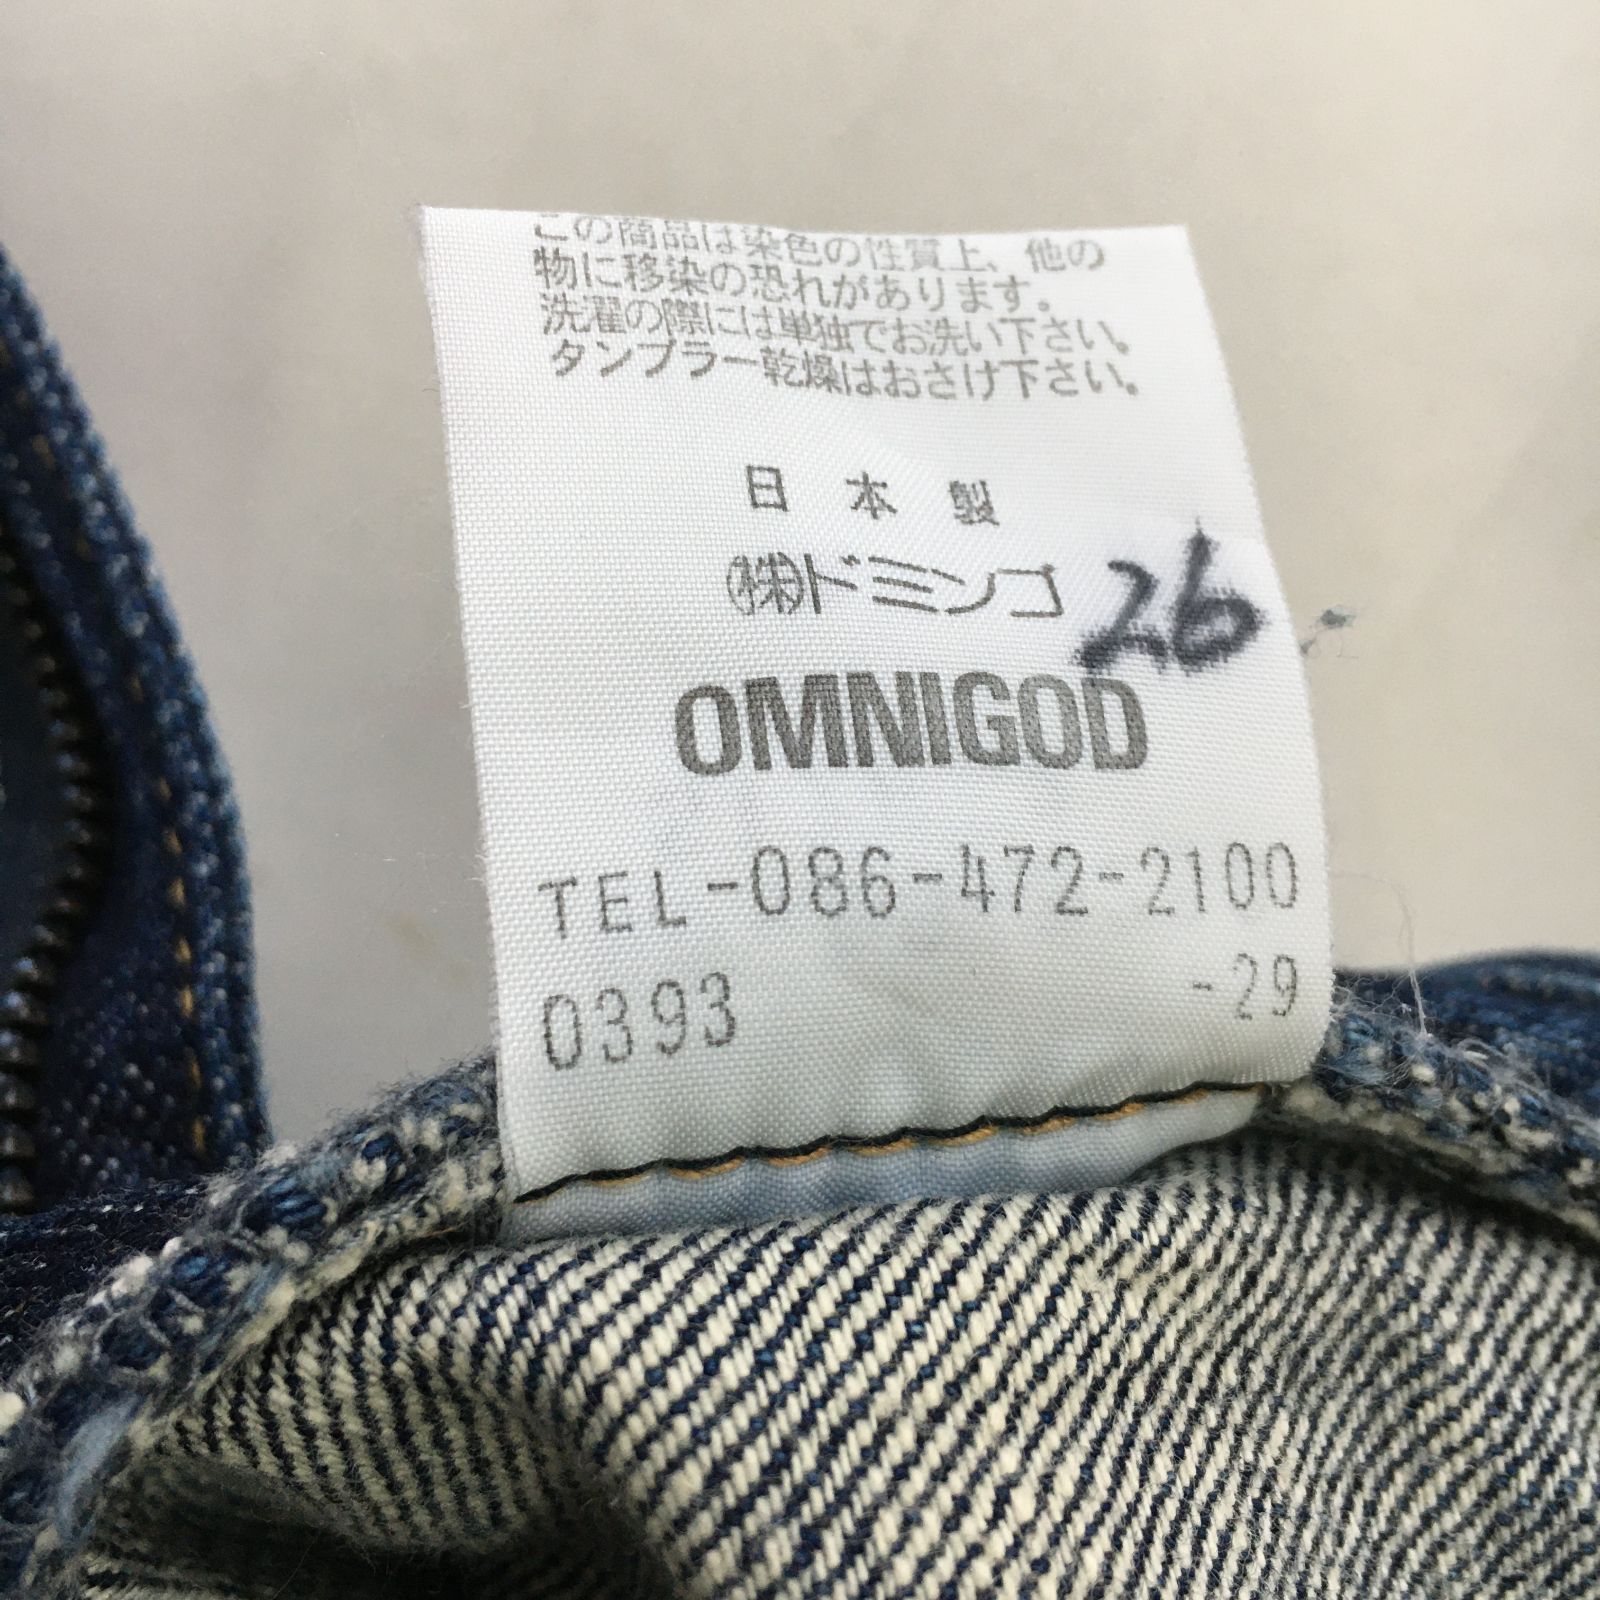 この商品は染色の性質上、他の
物に移染の恐れがあります。
洗濯の際には単独でお洗い下さい。
タンブラー乾燥はおさけ下さい。
日本製
㈱ドミンゴ 26
OMNIGOD
TEL-086-472-2100
0393 -29